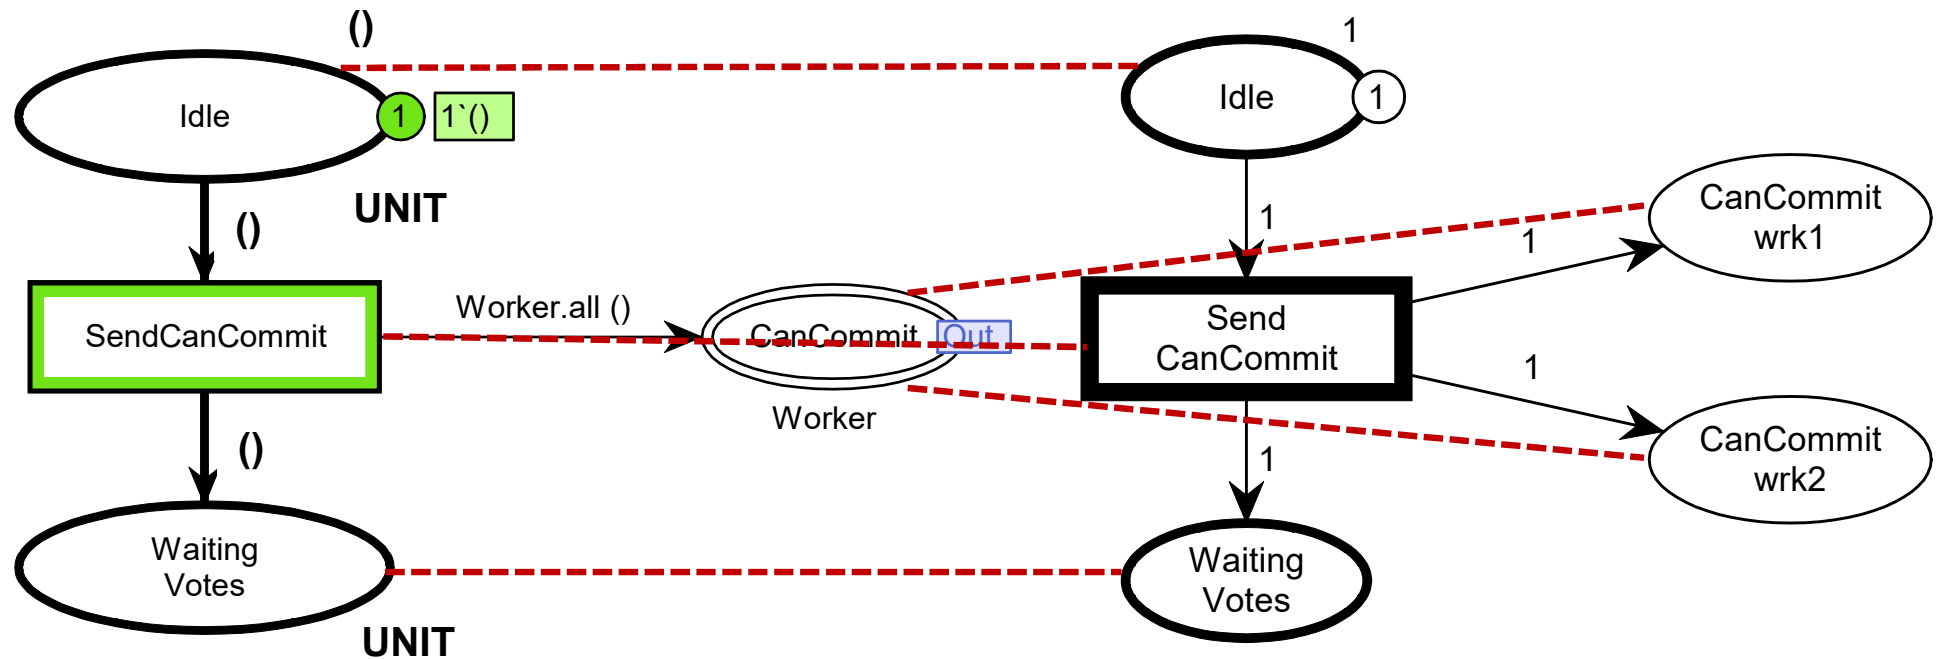 ()
1
Idle
1
1`()
Idle
1
UNIT
()
1
1
CanCommit
wrk1
Worker.all ()
SendCanCommit
CanCommit
Out
Send
CanCommit
1
Worker
()
1
CanCommit
wrk2
Waiting
Votes
Waiting
Votes
UNIT